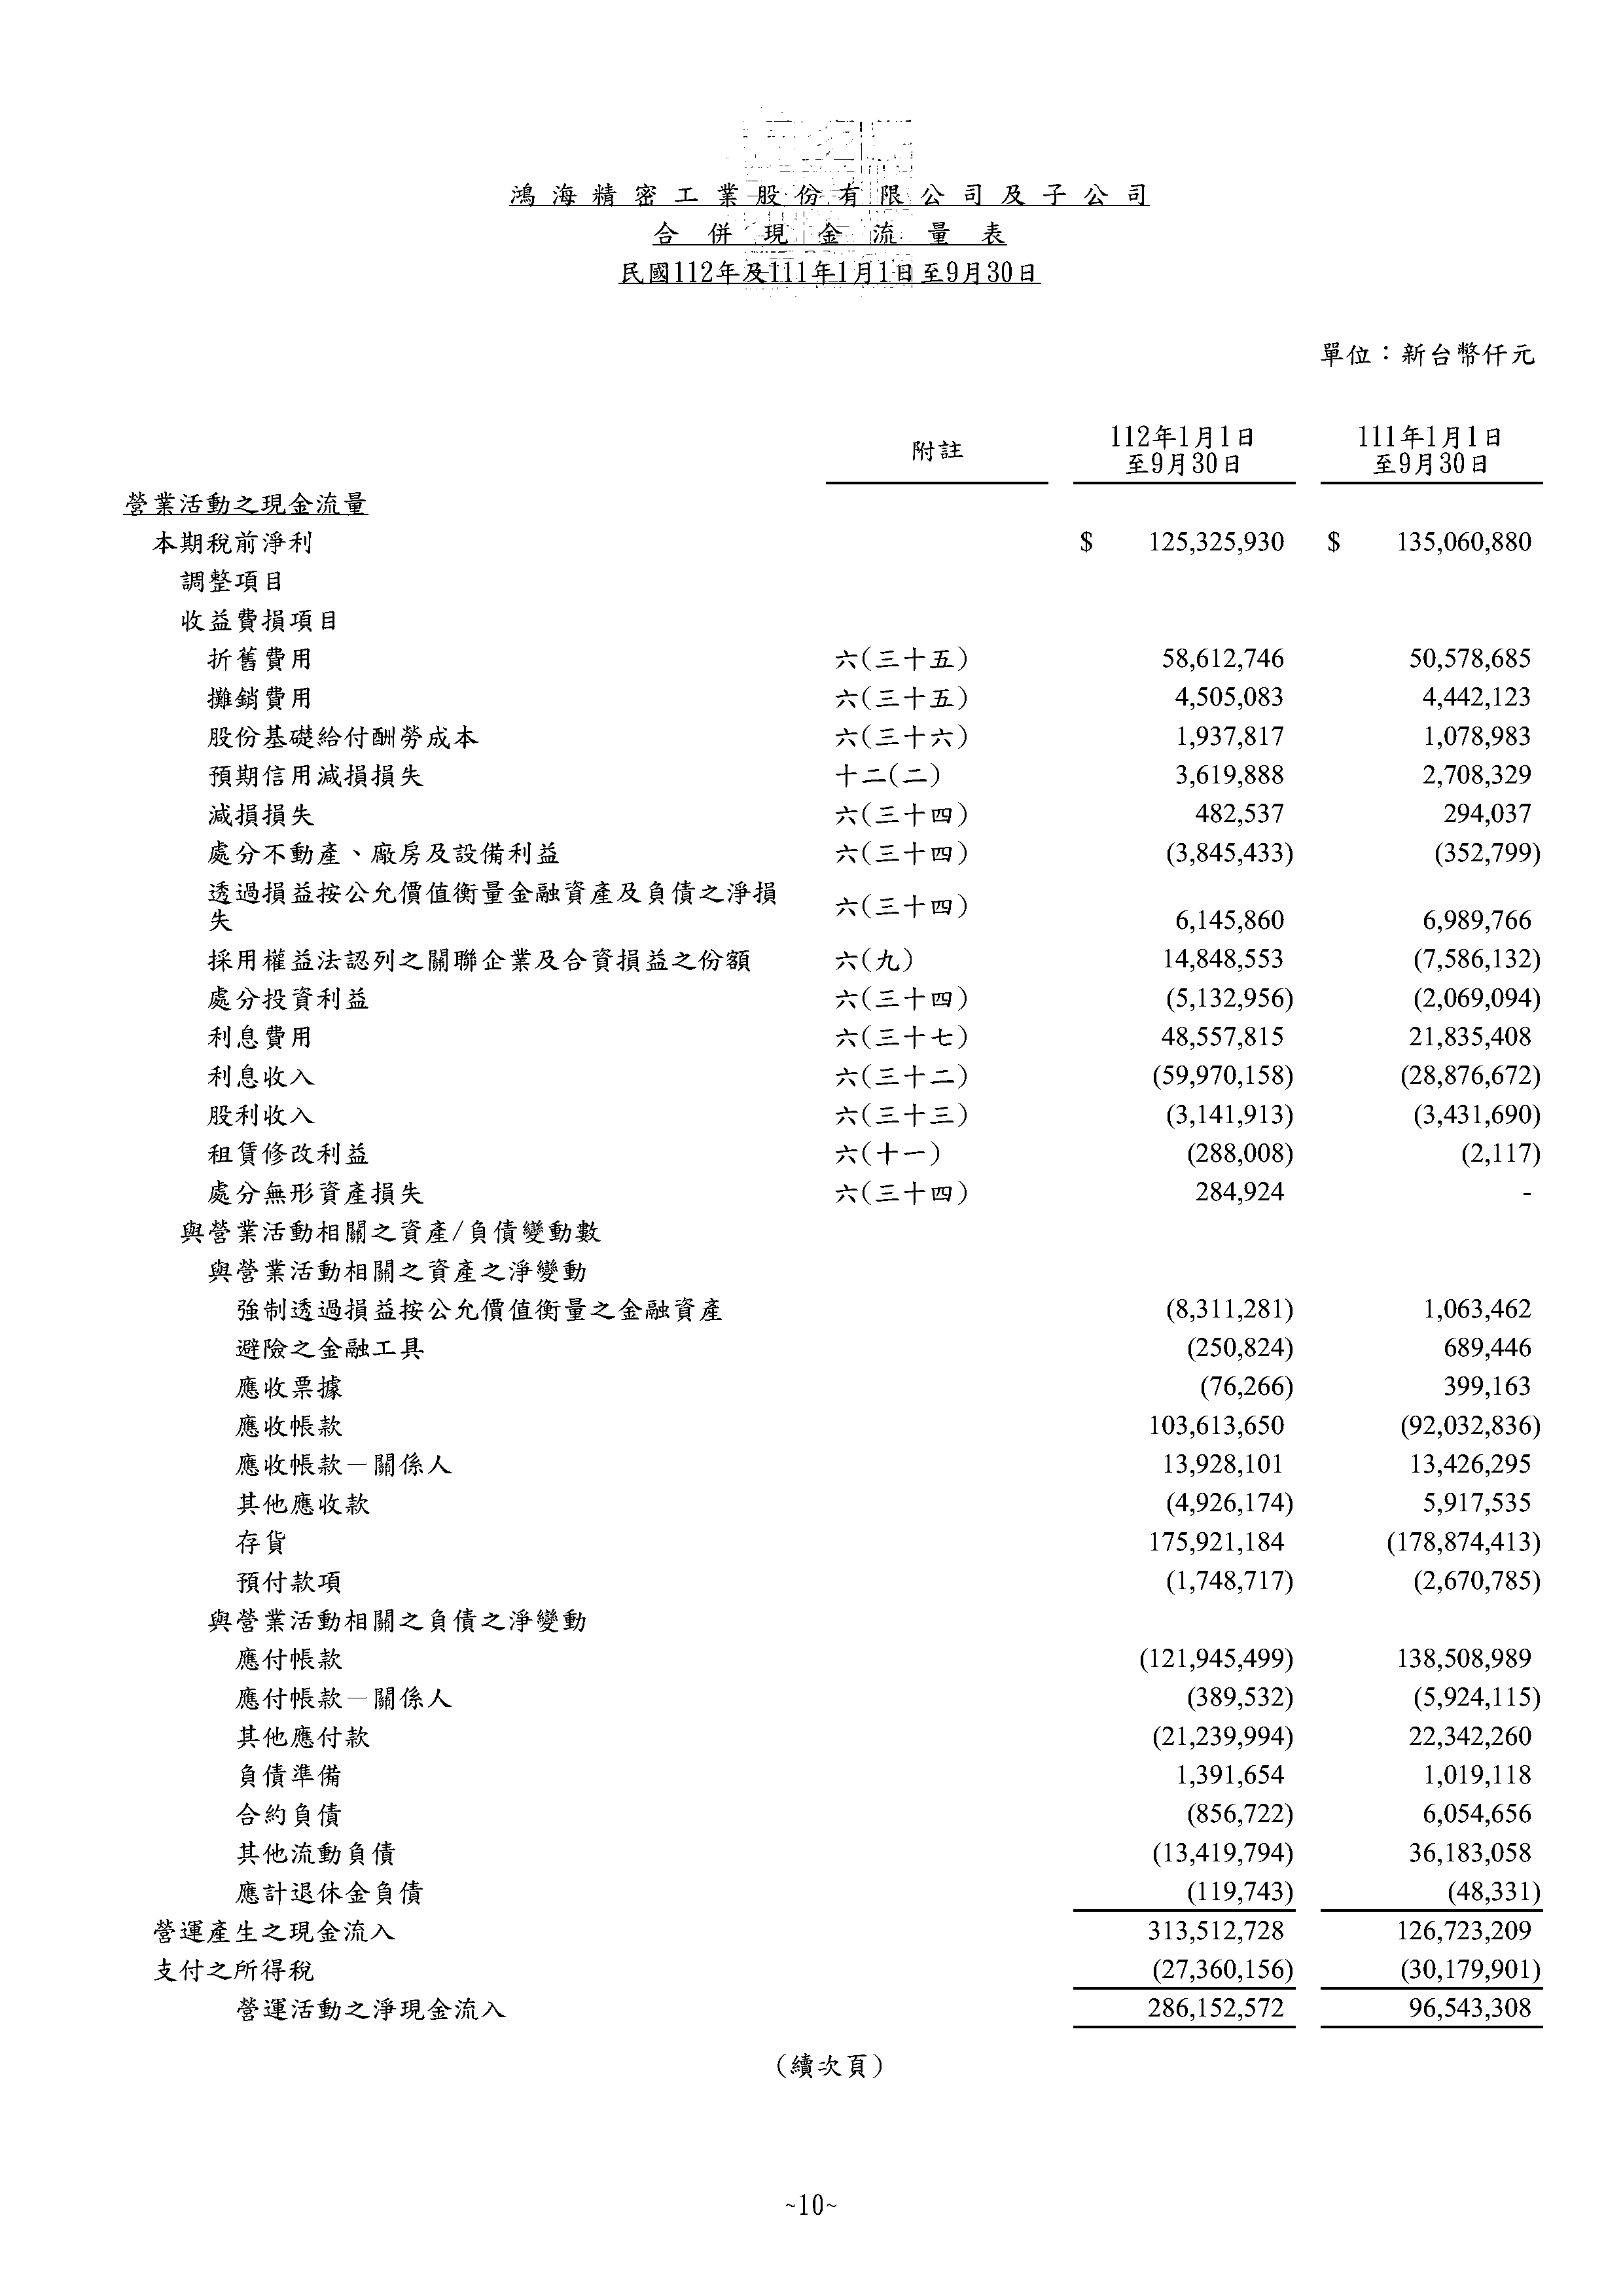 鴻海精密工業股份有限公司及子公司
合併現金流量表
民國112年及111年1月1日至9月30日
單位：新台幣仟元
附註 112年1月1日至9月30日 111年1月1日至9月30日
營業活動之現金流量
本期稅前淨利 $ 125,325,930 $ 135,060,880
調整項目
收益費損項目
折舊費用 六(三十五) 58,612,746 50,578,685
攤銷費用 六(三十五) 4,505,083 4,442,123
股份基礎給付酬勞成本 六(三十六) 1,937,817 1,078,983
預期信用減損損失 十二(二) 3,619,888 2,708,329
減損損失 六(三十四) 482,537 294,037
處分不動產、廠房及設備利益 六(三十四) (3,845,433) (352,799)
透過損益按公允價值衡量金融資產及負債之淨損
失 六(三十四) 6,145,860 6,989,766
採用權益法認列之關聯企業及合資損益之份額 六(九) 14,848,553 (7,586,132)
處分投資利益 六(三十四) (5,132,956) (2,069,094)
利息費用 六(三十七) 48,557,815 21,835,408
利息收入 六(三十二) (59,970,158) (28,876,672)
股利收入 六(三十三) (3,141,913) (3,431,690)
租賃修改利益 六(十一) (288,008) (2,117)
處分無形資產損失 六(三十四) 284,924 -
與營業活動相關之資產/負債變動數
與營業活動相關之資產之淨變動
強制透過損益按公允價值衡量之金融資產 (8,311,281) 1,063,462
避險之金融工具 (250,824) 689,446
應收票據 (76,266) 399,163
應收帳款 103,613,650 (92,032,836)
應收帳款－關係人 13,928,101 13,426,295
其他應收款 (4,926,174) 5,917,535
存貨 175,921,184 (178,874,413)
預付款項 (1,748,717) (2,670,785)
與營業活動相關之負債之淨變動
應付帳款 (121,945,499) 138,508,989
應付帳款－關係人 (389,532) (5,924,115)
其他應付款 (21,239,994) 22,342,260
負債準備 1,391,654 1,019,118
合約負債 (856,722) 6,054,656
其他流動負債 (13,419,794) 36,183,058
應計退休金負債 (119,743) (48,331)
營運產生之現金流入 313,512,728 126,723,209
支付之所得稅 (27,360,156) (30,179,901)
營運活動之淨現金流入 286,152,572 96,543,308
(續次頁)
~10~